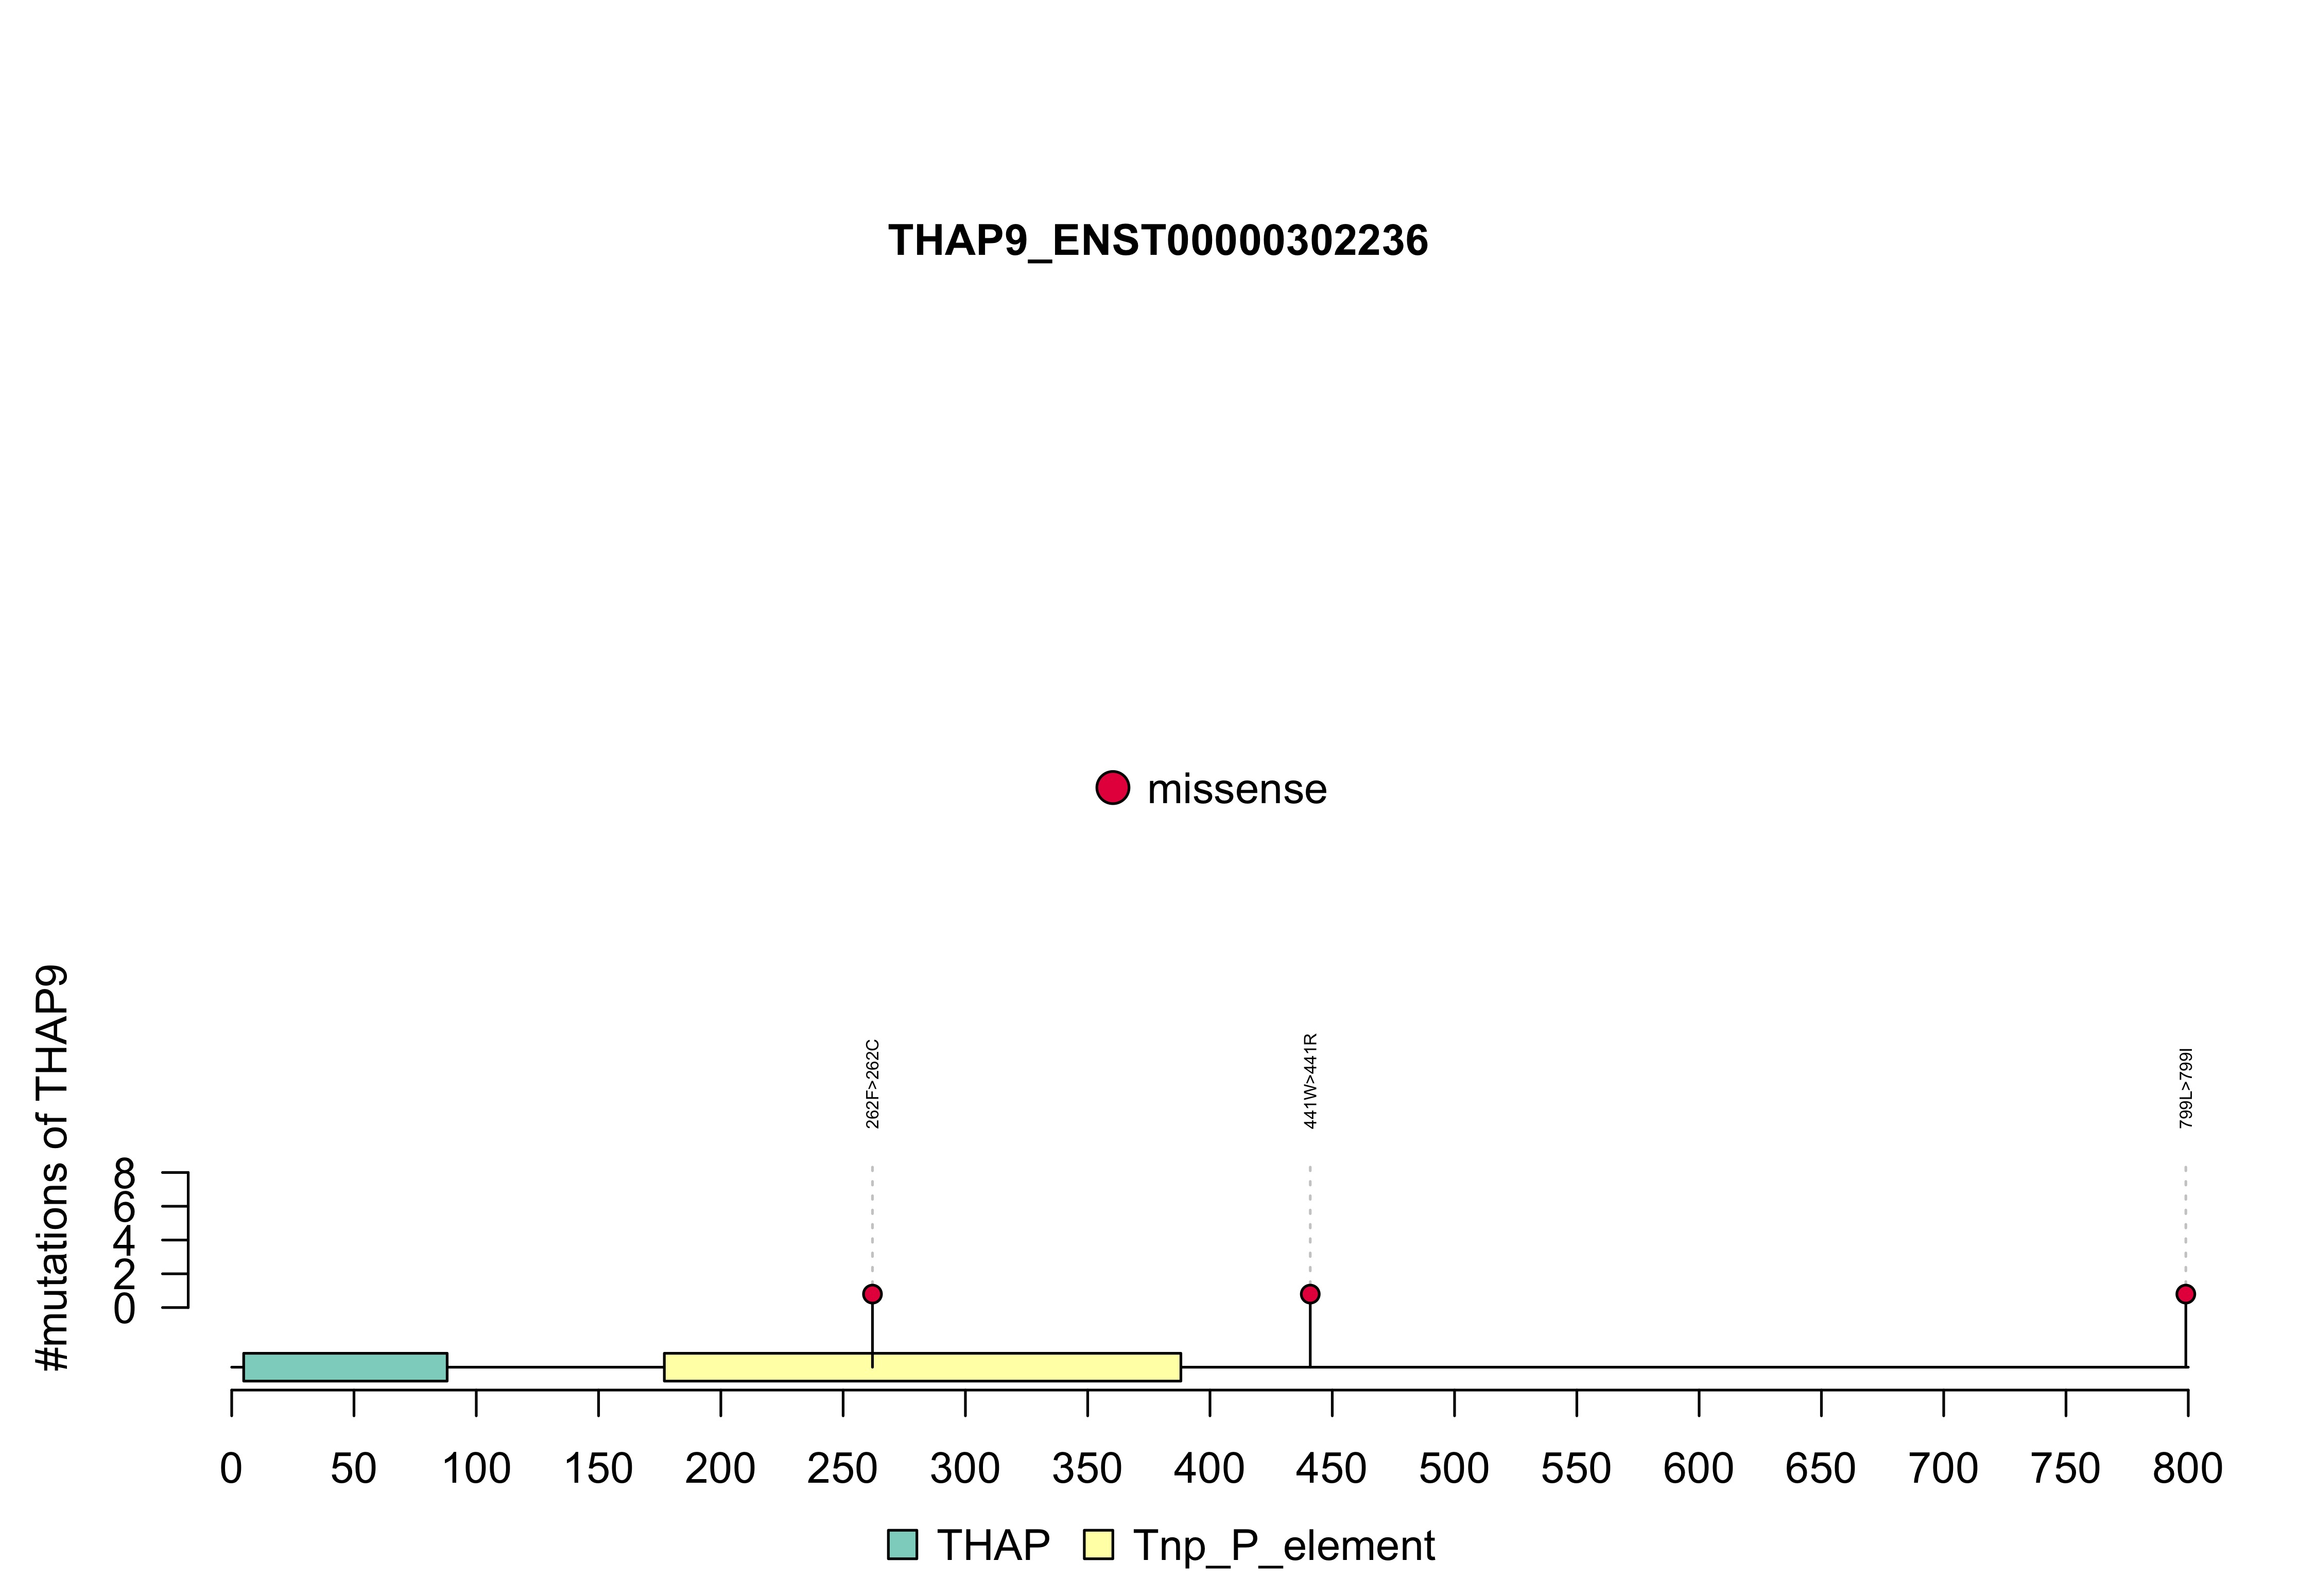 THAP9_ENST00000302236
missense
#mutations of THAP9
262F>262C
441W>441R
799L>799I
8
6
4
2
0
0 50 100 150 200 250 300 350 400 450 500 550 600 650 700 750 800
THAP Tnp_P_element